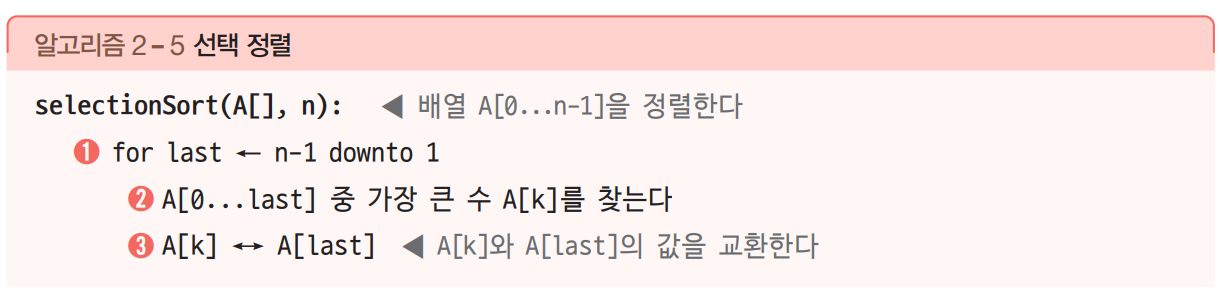 알고리즘 2-5 선택 정렬
selectionSort(A[], n): ◀ 배열 A[0...n-1]을 정렬한다
❶ for last ← n-1 downto 1
❷ A[0...last] 중 가장 큰 수 A[k]를 찾는다
❸ A[k] ↔ A[last] ◀ A[k]와 A[last]의 값을 교환한다